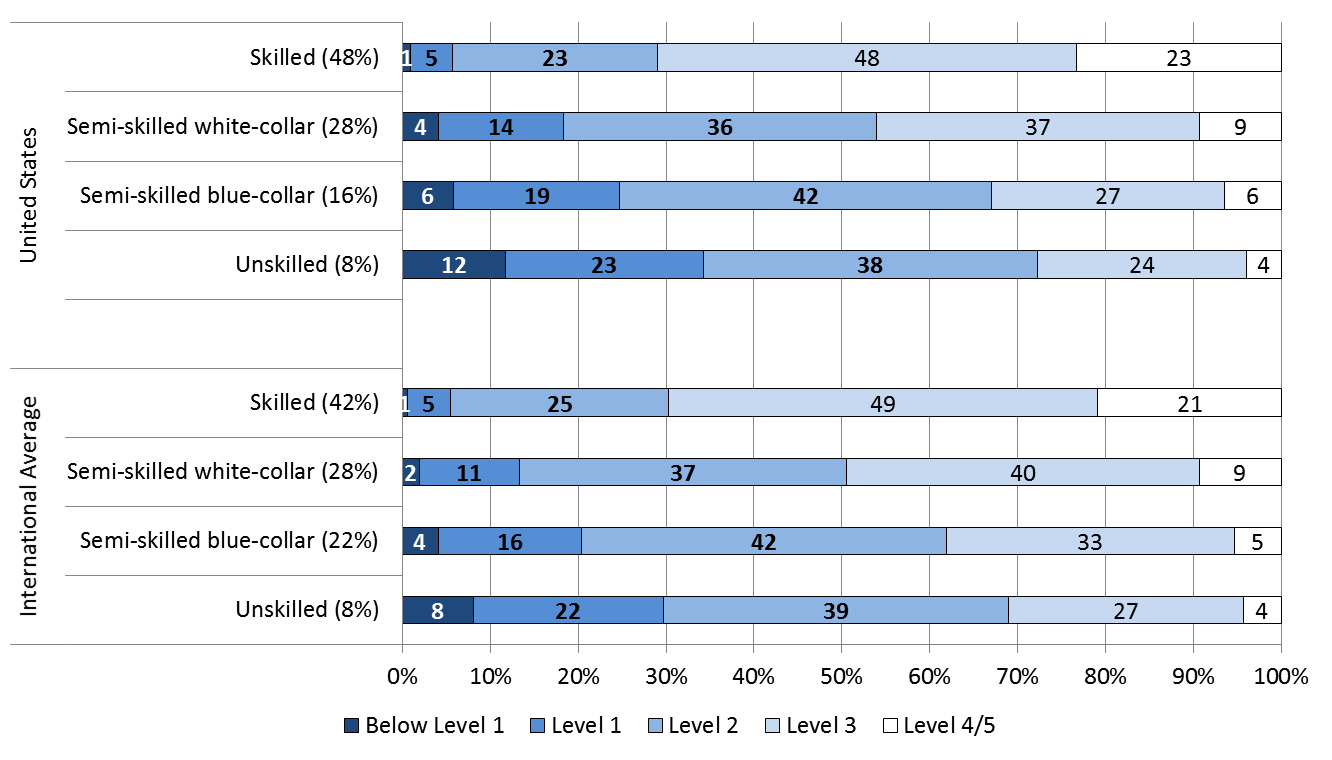 United States
Skilled (48%) 1 5 23 48 23
Semi-skilled white-collar (28%) 4 14 36 37 9
Semi-skilled blue-collar (16%) 6 19 42 27 6
Unskilled (8%) 12 23 38 24 4
International Average
Skilled (42%) 1 5 25 49 21
Semi-skilled white-collar (28%) 2 11 37 40 9
Semi-skilled blue-collar (22%) 4 16 42 33 5
Unskilled (8%) 8 22 39 27 4
0% 10% 20% 30% 40% 50% 60% 70% 80% 90% 100%
Below Level 1 Level 1 Level 2 Level 3 Level 4/5